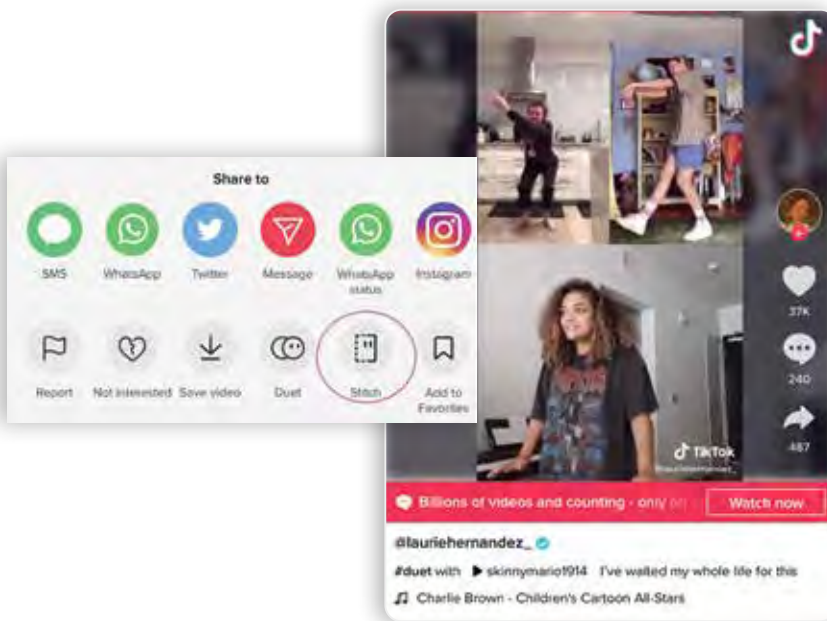 Share to
SMS
WhatsApp
Twitter
Message
WhatsApp
status
Instagram
Report
Not interested
Save video
Duet
Stitch
Add to
Favorites
37K
240
487
TikTok
@lauriehernandez_
Billions of videos and counting - only on
Watch now
@lauriehernandez_
#duet with skinnymario1914 I've waited my whole life for this
Charlie Brown - Children's Cartoon All-Stars